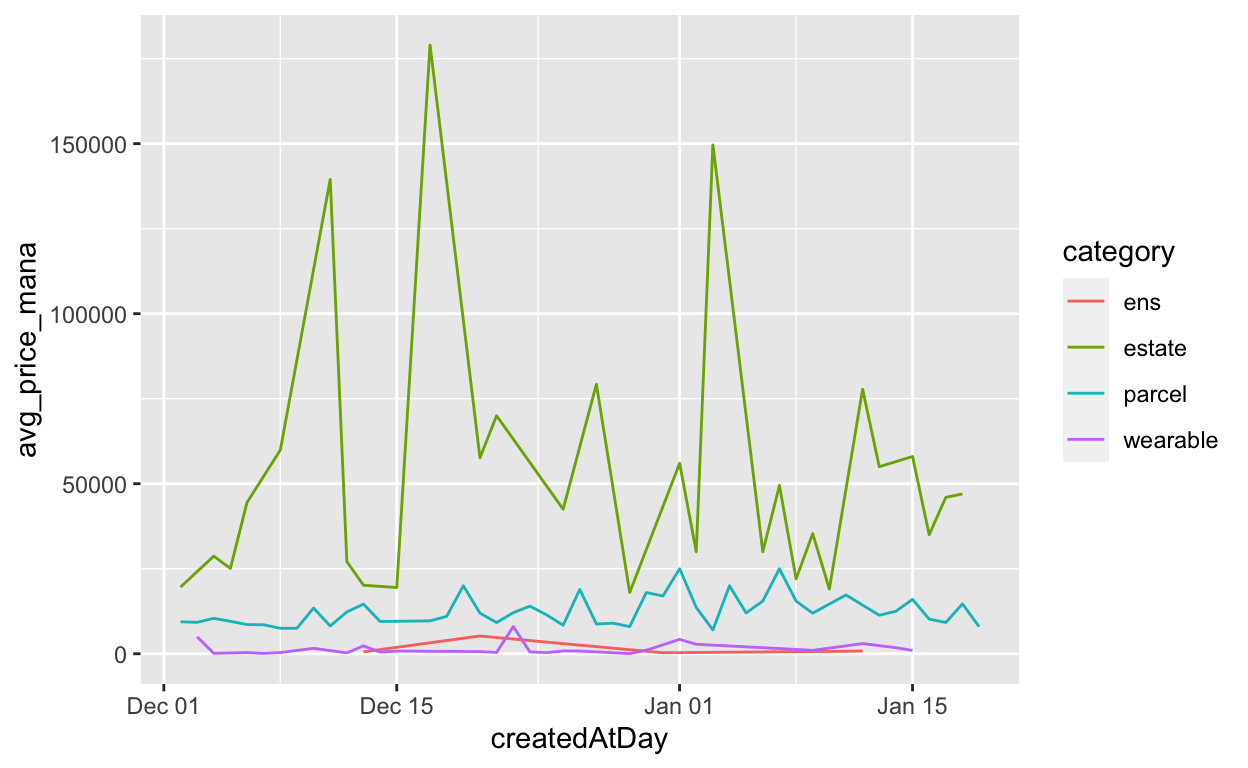 avg_price_mana
150000
100000
50000
0
Dec 01
Dec 15
Jan 01
Jan 15
createdAtDay
category
ens
estate
parcel
wearable